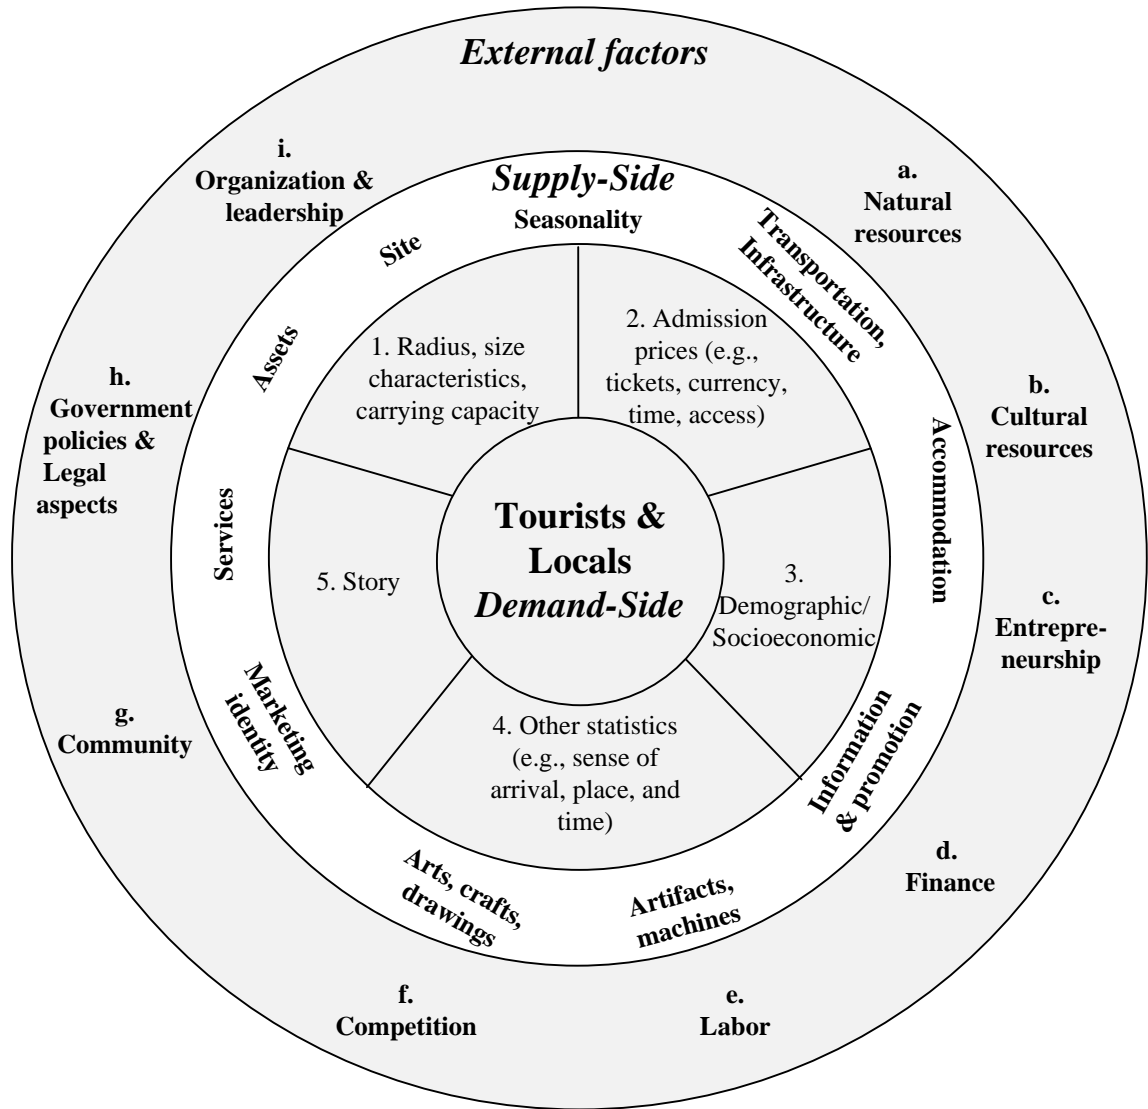 External factors
a.
Natural
resources
b.
Cultural
resources
c.
Entrepre-
neurship
d.
Finance
e.
Labor
f.
Competition
g.
Community
h.
Government
policies &
Legal
aspects
i.
Organization &
leadership
Supply-Side
Seasonality
Transportation,
Infrastructure
Accommodation
Information
& promotion
Artifacts,
machines
Arts, crafts,
drawings
Marketing
identity
Services
Assets
Site
1. Radius, size
characteristics,
carrying capacity
2. Admission
prices (e.g.,
tickets, currency,
time, access)
3.
Demographic/
Socioeconomic
4. Other statistics
(e.g., sense of
arrival, place, and
time)
5. Story
Tourists &
Locals
Demand-Side